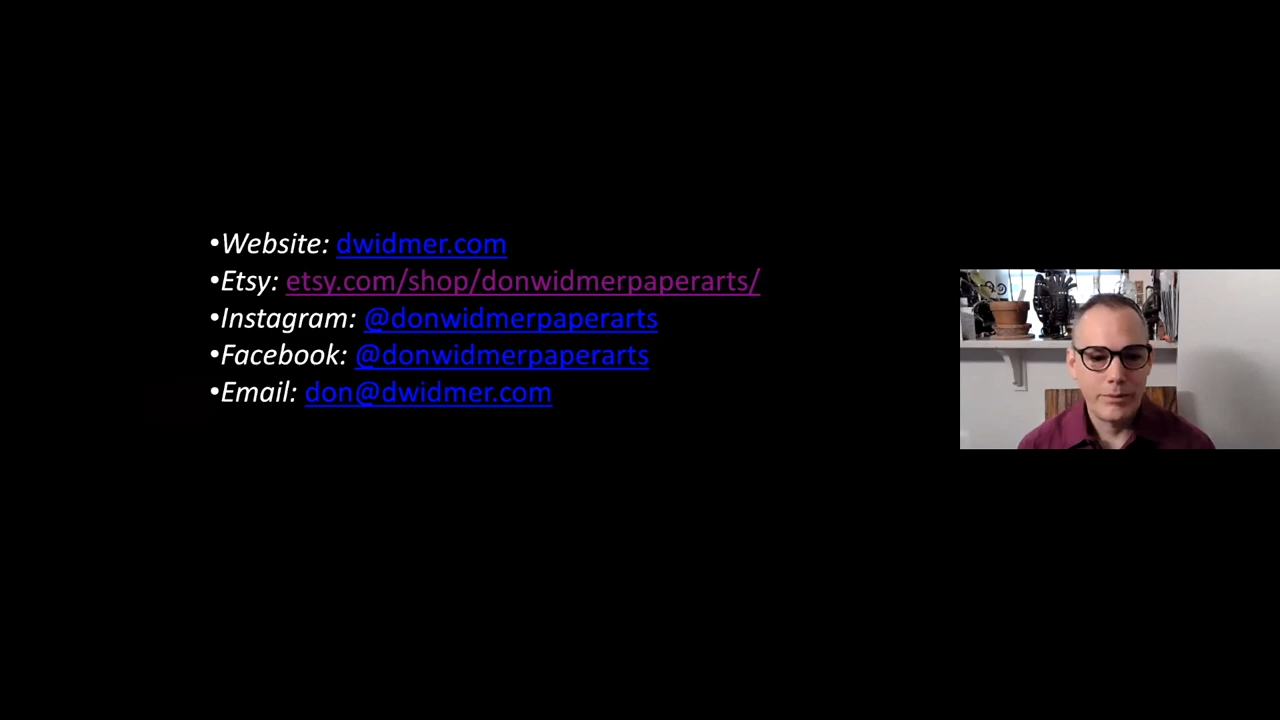 •Website: dwidmer.com
•Etsy: etsy.com/shop/donwidmerpaperarts/
•Instagram: @donwidmerpaperarts
•Facebook: @donwidmerpaperarts
•Email: don@dwidmer.com